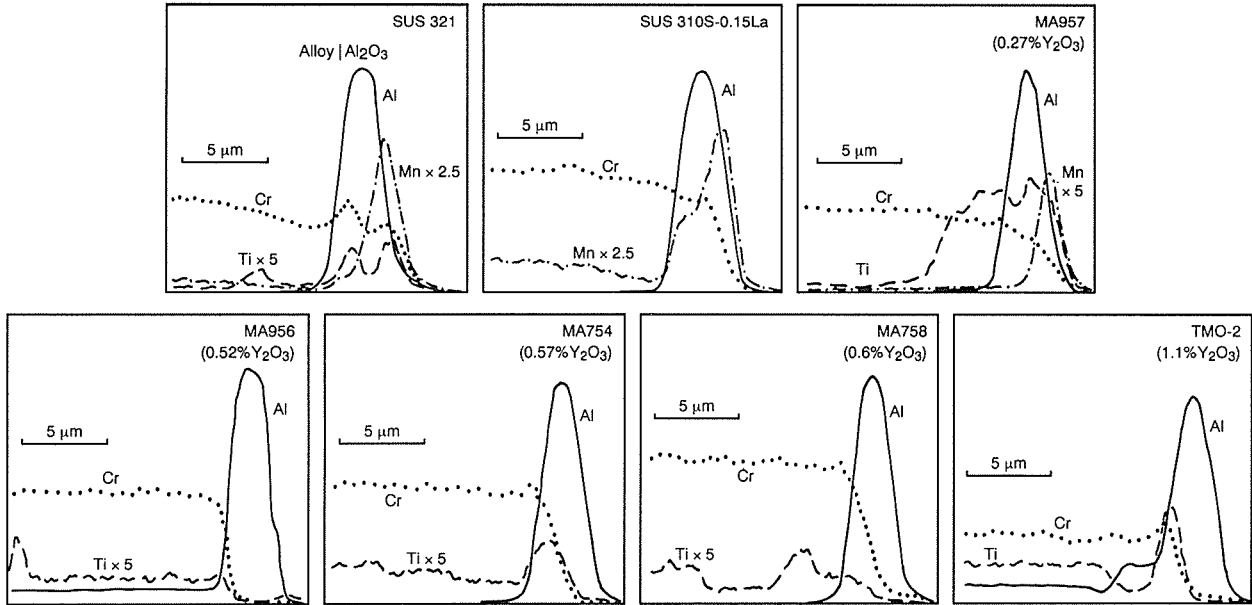 SUS 321
Alloy | Al₂O₃
Al
5 μm
Mn × 2.5
Cr
Ti × 5
SUS 310S-0.15La
Al
5 μm
Cr
Mn × 2.5
MA957
(0.27%Y₂O₃)
Al
5 μm
Mn
× 5
Cr
Ti
MA956
(0.52%Y₂O₃)
Al
5 μm
Cr
Ti × 5
MA754
(0.57%Y₂O₃)
Al
5 μm
Cr
Ti × 5
MA758
(0.6%Y₂O₃)
Al
5 μm
Cr
Ti × 5
TMO-2
(1.1%Y₂O₃)
Al
5 μm
Cr
Ti